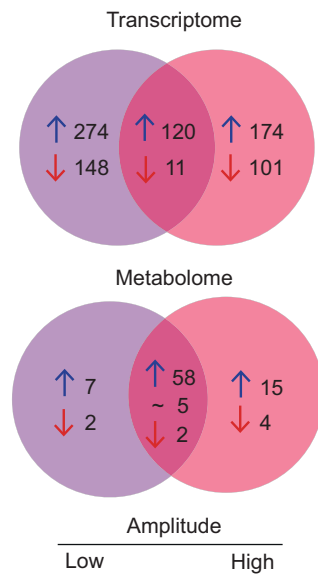 Transcriptome
↑ 274 ↑ 120 ↑ 174
↓ 148 ↓ 11 ↓ 101
Metabolome
↑ 7 ↑ 58 ↑ 15
~ 5
↓ 2 ↓ 2 ↓ 4
Amplitude
Low High